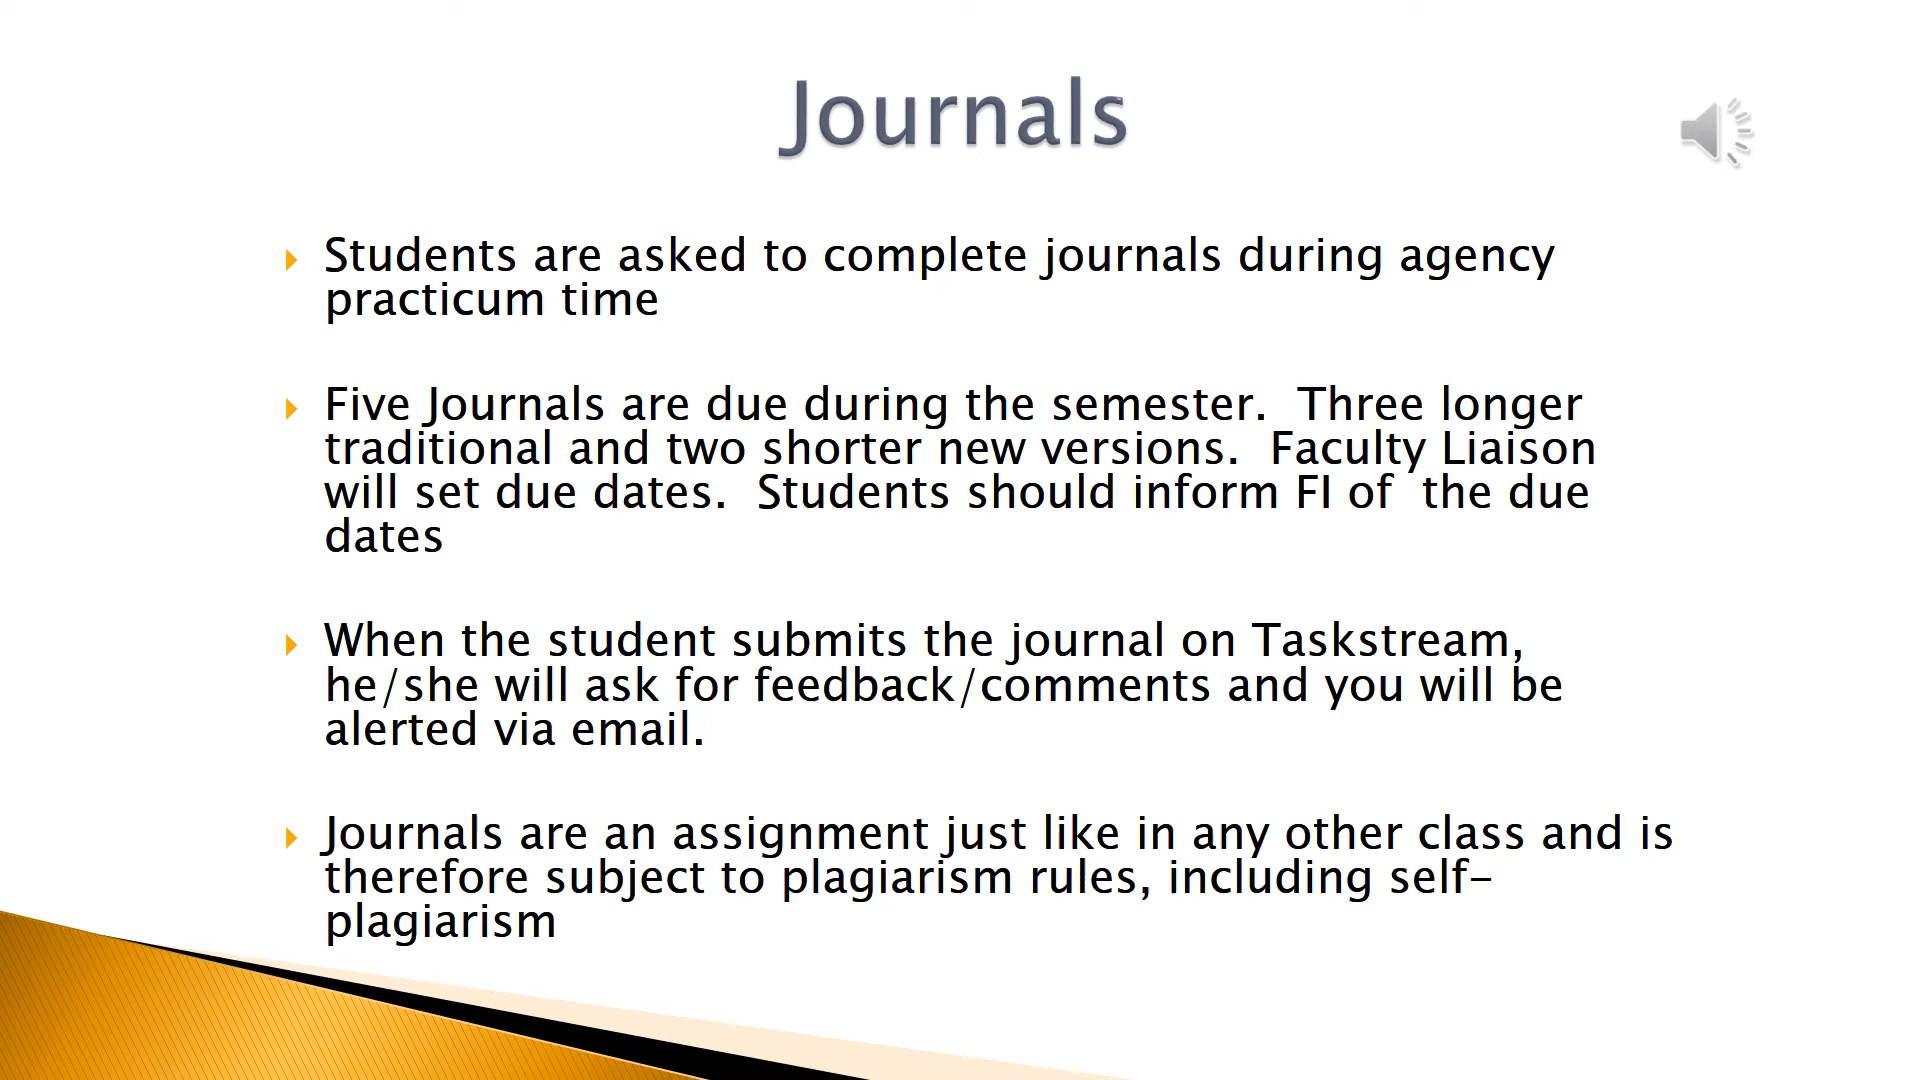 Journals
Students are asked to complete journals during agency
practicum time
Five Journals are due during the semester.  Three longer
traditional and two shorter new versions.  Faculty Liaison
will set due dates.  Students should inform FI of  the due
dates
When the student submits the journal on Taskstream,
he/she will ask for feedback/comments and you will be
alerted via email.
Journals are an assignment just like in any other class and is
therefore subject to plagiarism rules, including self-
plagiarism